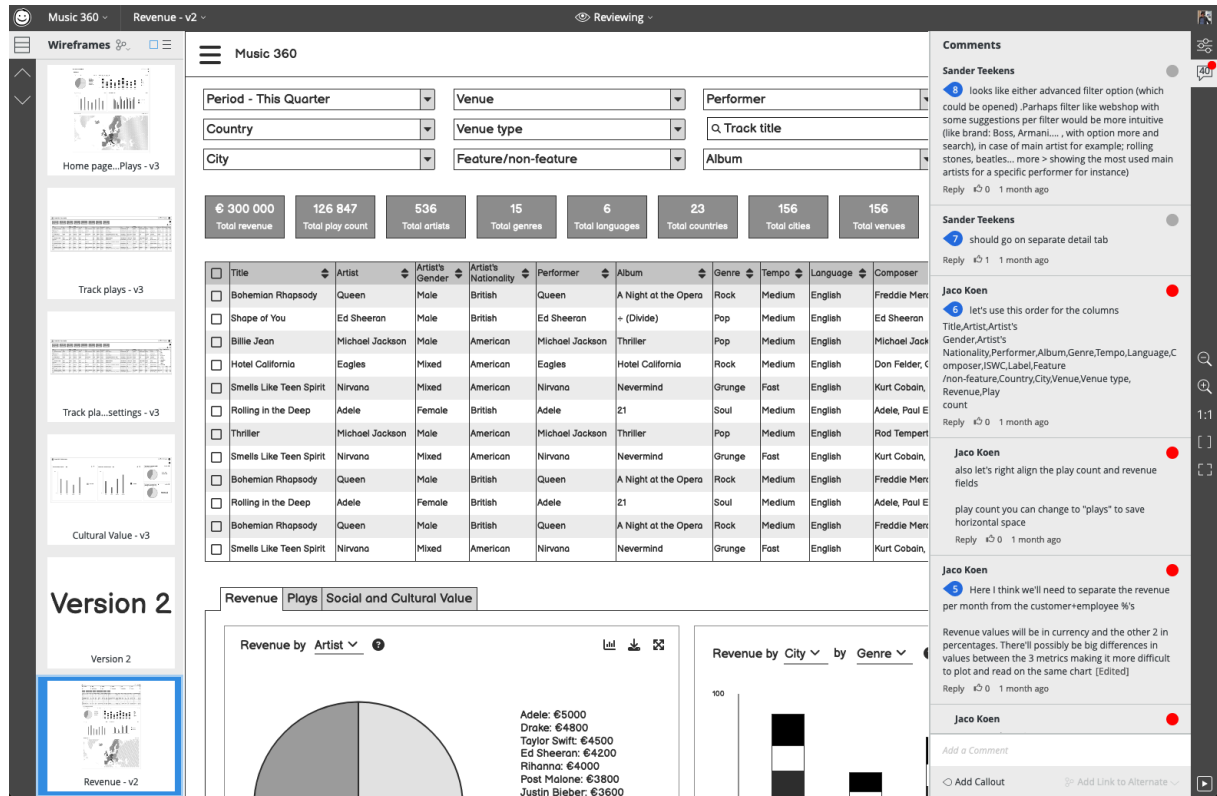 Music 360
Revenue - v2
Reviewing
Wireframes
Home page...Plays - v3
Track plays - v3
Track pla...settings - v3
Cultural Value - v3
Version 2
Version 2
Revenue - v2
Music 360
Period - This Quarter
Venue
Performer
Country
Venue type
Track title
City
Feature/non-feature
Album
€ 300 000
Total revenue
126 847
Total play count
536
Total artists
15
Total genres
6
Total languages
23
Total countries
156
Total cities
156
Total venues
Title Artist Artist's Gender Artist's Nationality Performer Album Genre Tempo Language Composer
Bohemian Rhapsody Queen Male British Queen A Night at the Opera Rock Medium English Freddie Merc
Shape of You Ed Sheeran Male British Ed Sheeran ÷ (Divide) Pop Medium English Ed Sheeran
Billie Jean Michael Jackson Male American Michael Jackson Thriller Pop Medium English Michael Jack
Hotel California Eagles Mixed American Eagles Hotel California Rock Medium English Don Felder,
Smells Like Teen Spirit Nirvana Mixed American Nirvana Nevermind Grunge Fast English Kurt Cobain,
Rolling in the Deep Adele Female British Adele 21 Soul Medium English Adele, Paul E
Thriller Michael Jackson Male American Michael Jackson Thriller Pop Medium English Rod Tempert
Smells Like Teen Spirit Nirvana Mixed American Nirvana Nevermind Grunge Fast English Kurt Cobain,
Bohemian Rhapsody Queen Male British Queen A Night at the Opera Rock Medium English Freddie Merc
Rolling in the Deep Adele Female British Adele 21 Soul Medium English Adele, Paul E
Bohemian Rhapsody Queen Male British Queen A Night at the Opera Rock Medium English Freddie Merc
Smells Like Teen Spirit Nirvana Mixed American Nirvana Nevermind Grunge Fast English Kurt Cobain,
Revenue Plays Social and Cultural Value
Revenue by Artist ?
Adele: €5000
Drake: €4800
Taylor Swift: €4500
Ed Sheeran: €4200
Rihanna: €4000
Post Malone: €3800
Justin Bieber: €3600
Revenue by City by Genre
100
Comments
Sander Teekens
8 looks like either advanced filter option (which
could be opened) .Parhaps filter like webshop with
some suggestions per filter would be more intuitive
(like brand: Boss, Armani.... , with option more and
search), in case of main artist for example; rolling
stones, beatles... more > showing the most used main
artists for a specific performer for instance)
Reply 0 1 month ago
Sander Teekens
7 should go on separate detail tab
Reply 1 1 month ago
Jaco Koen
6 let's use this order for the columns
Title,Artist,Artist's
Gender,Artist's
Nationality,Performer,Album,Genre,Tempo,Language,C
omposer,ISWC,Label,Feature
/non-feature,Country,City,Venue,Venue type,
Revenue,Play
count
Reply 0 1 month ago
Jaco Koen
also let's right align the play count and revenue
fields
play count you can change to "plays" to save
horizontal space
Reply 0 1 month ago
Jaco Koen
5 Here I think we'll need to separate the revenue
per month from the customer+employee %'s
Revenue values will be in currency and the other 2 in
percentages. There'll possibly be big differences in
values between the 3 metrics making it more difficult
to plot and read on the same chart [Edited]
Reply 0 1 month ago
Jaco Koen
Add a Comment
Add Callout
Add Link to Alternate
40
1:1